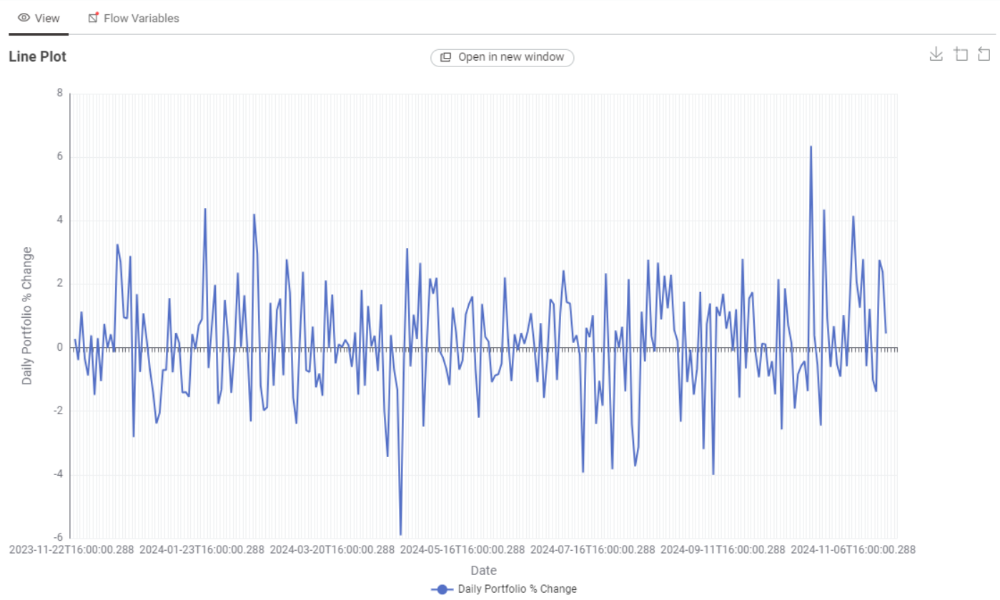 View
Flow Variables
Line Plot
Open in new window
8
6
4
2
0
-2
-4
-6
Daily Portfolio % Change
2023-11-22T16:00:00.288 2024-01-23T16:00:00.288 2024-03-20T16:00:00.288 2024-05-16T16:00:00.288 2024-07-16T16:00:00.288 2024-09-11T16:00:00.288 2024-11-06T16:00:00.288
Date
Daily Portfolio % Change